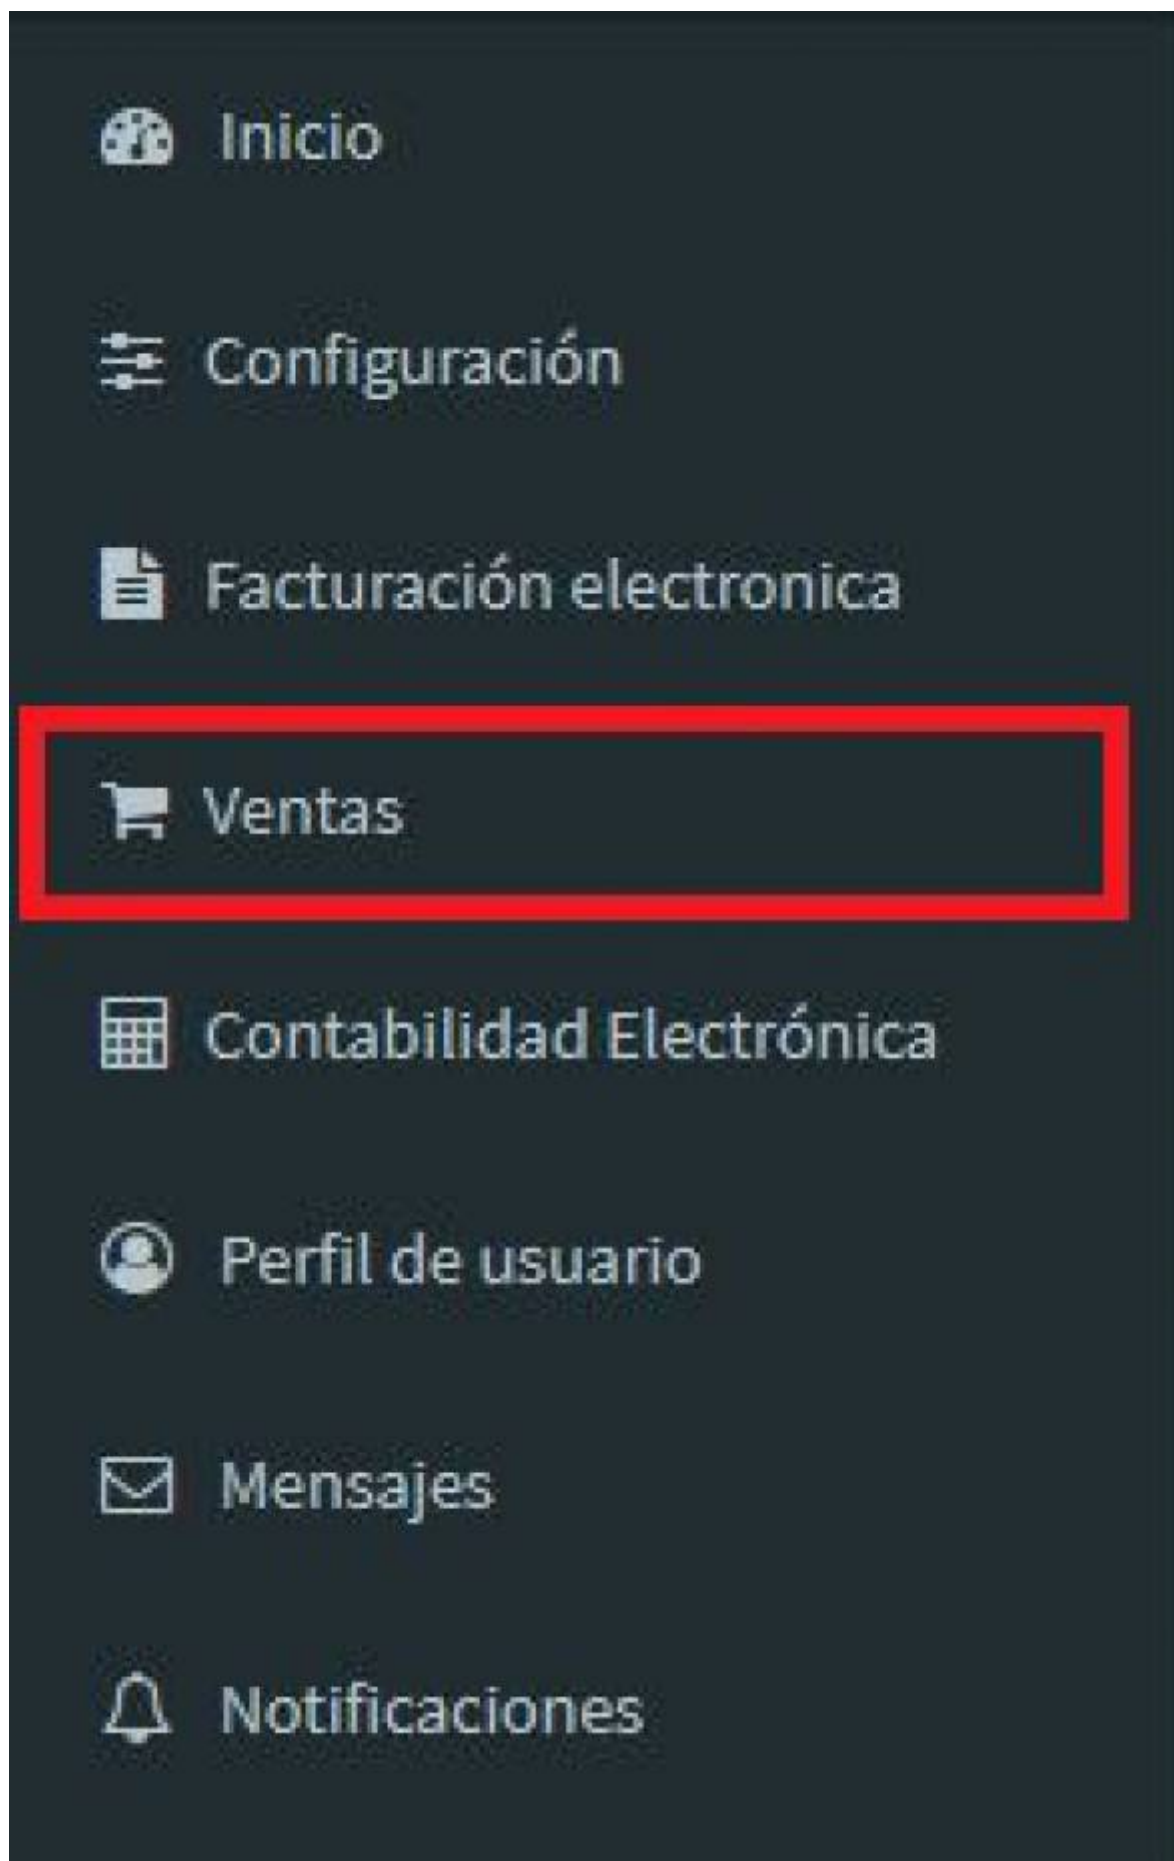 Inicio
Configuración
Facturación electronica
Ventas
Contabilidad Electrónica
Perfil de usuario
Mensajes
Notificaciones